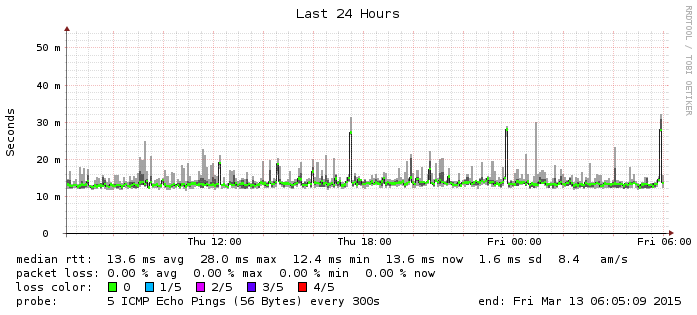 Last 24 Hours
RRDTOOL / TOBI OETIKER
Seconds
50 m
40 m
30 m
20 m
10 m
0
Thu 12:00 Thu 18:00 Fri 00:00 Fri 06:00
median rtt: 13.6 ms avg 28.0 ms max 12.4 ms min 13.6 ms now 1.6 ms sd 8.4 am/s
packet loss: 0.00 % avg 0.00 % max 0.00 % min 0.00 % now
loss color: 0 1/5 2/5 3/5 4/5
probe: 5 ICMP Echo Pings (56 Bytes) every 300s end: Fri Mar 13 06:05:09 2015